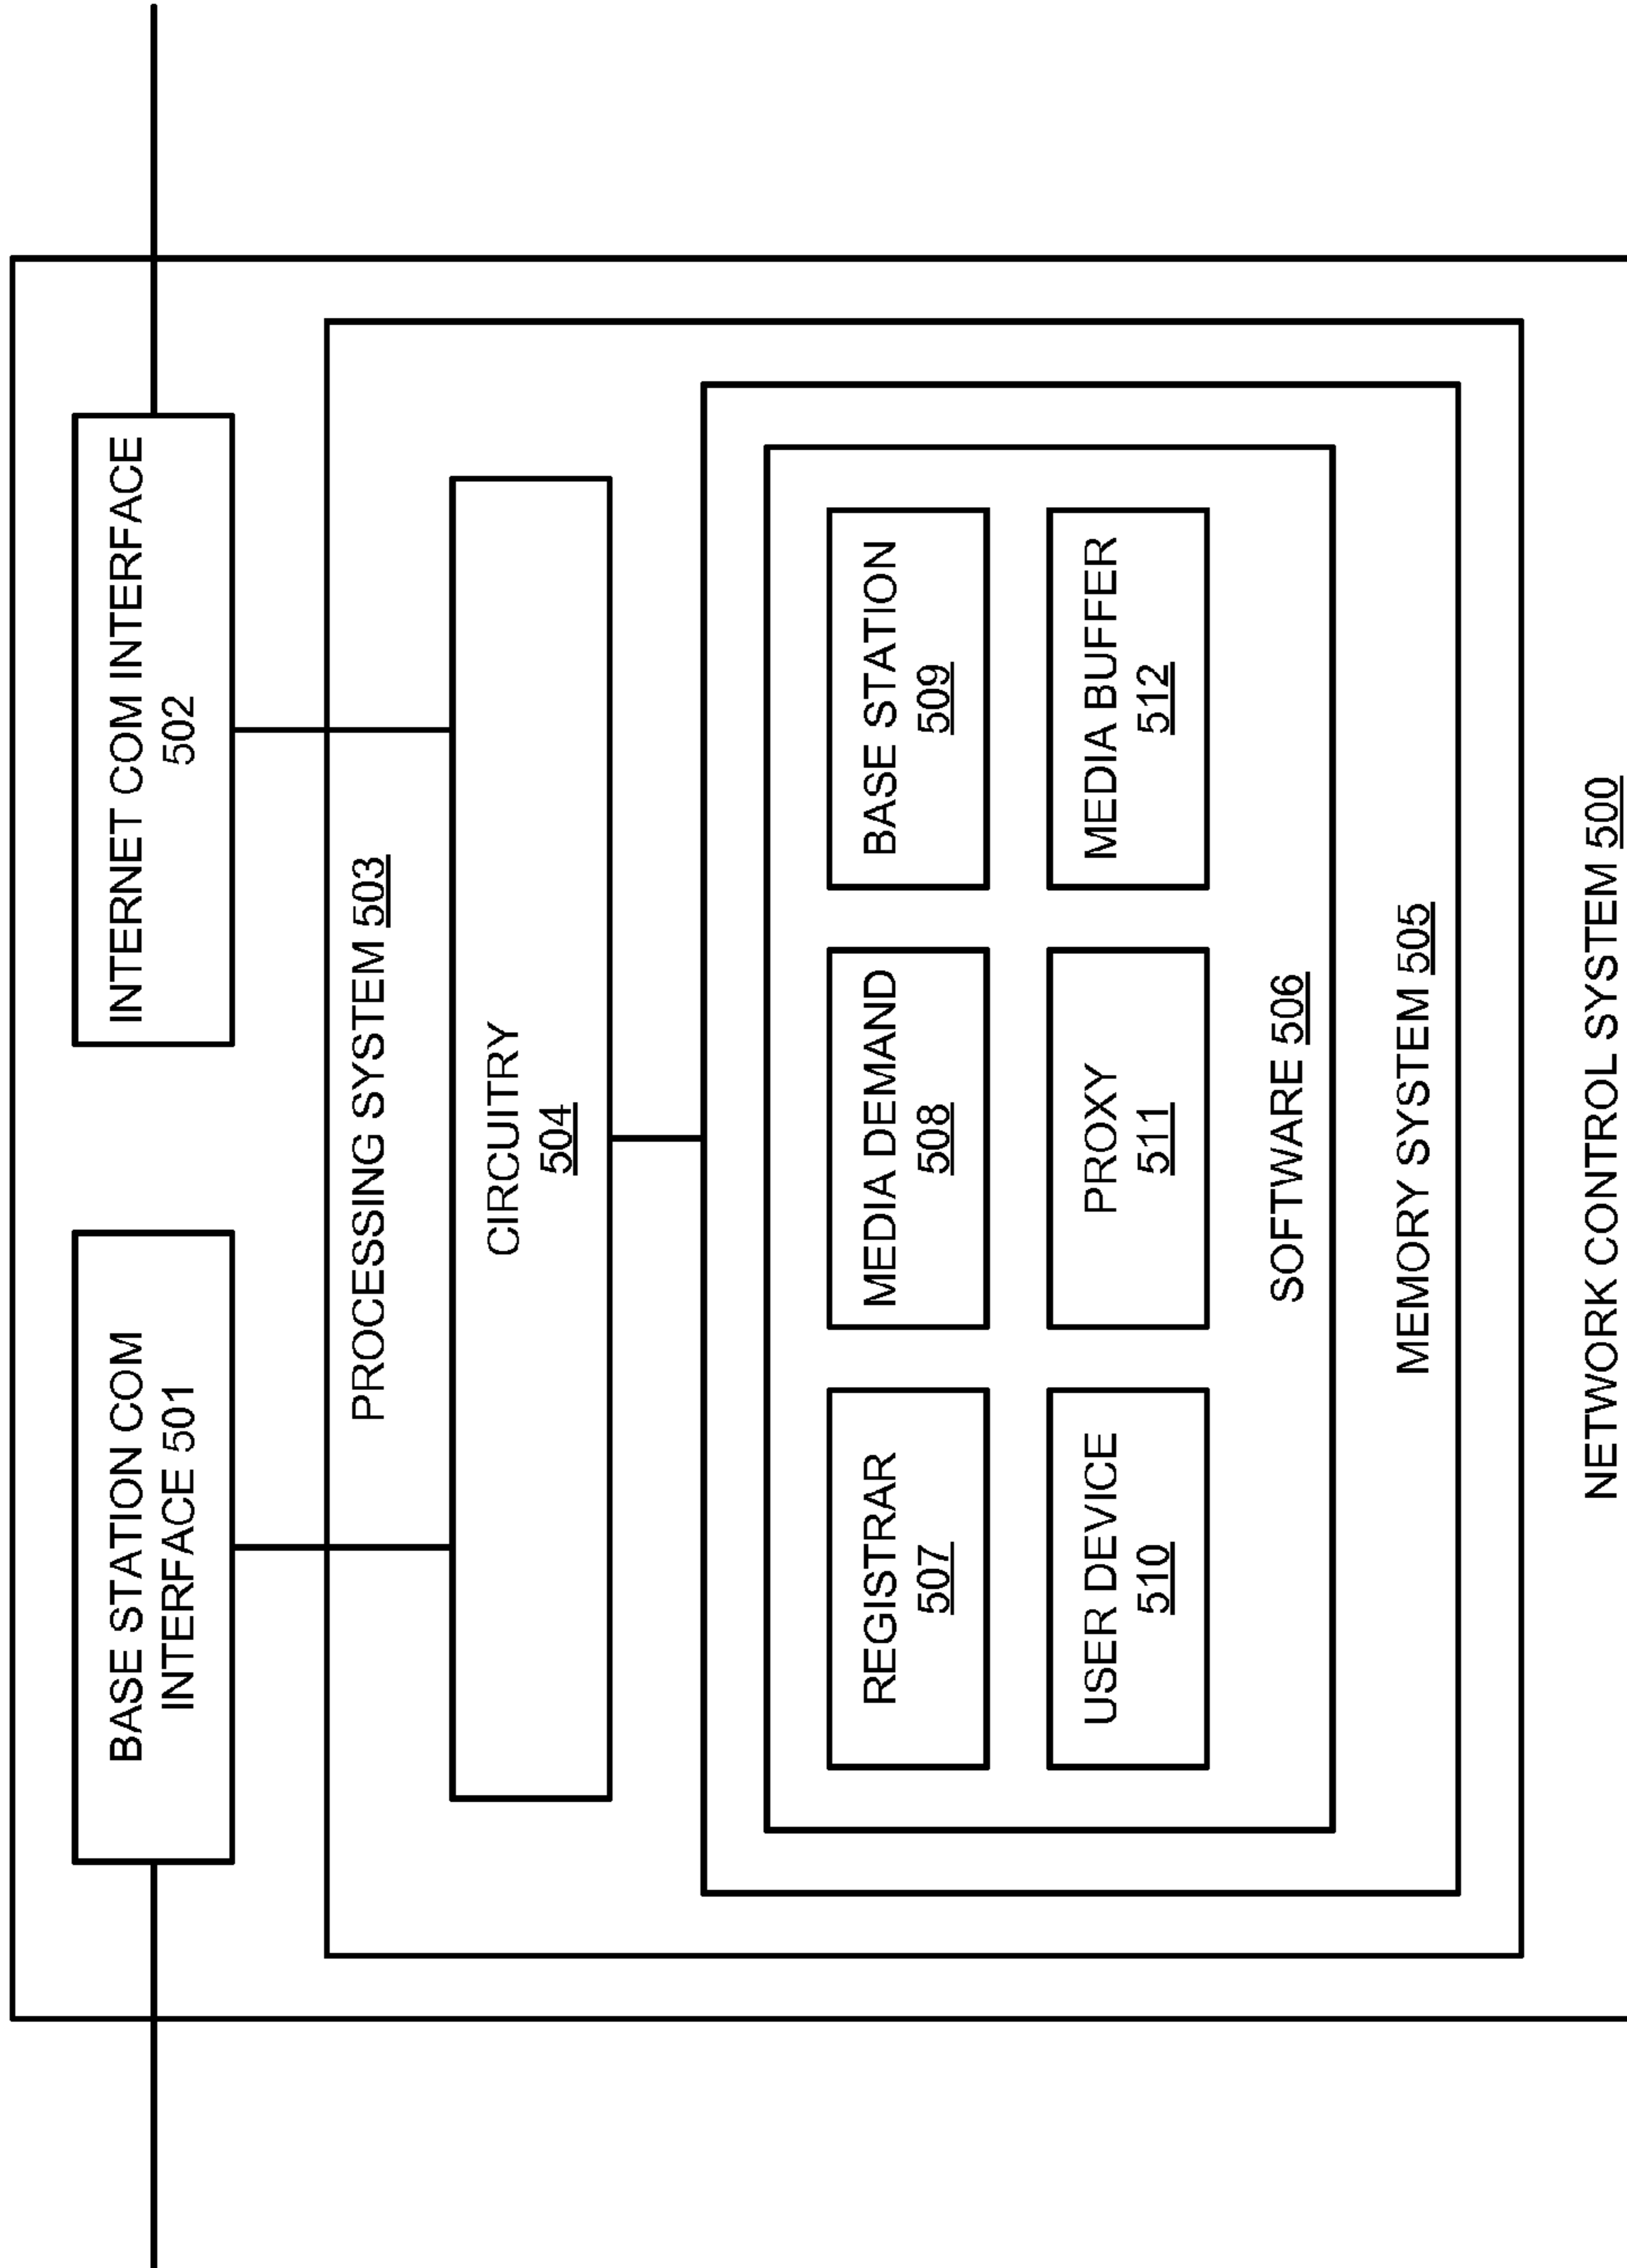 BASE STATION COM
INTERFACE 501
INTERNET COM INTERFACE
502
PROCESSING SYSTEM 503
CIRCUITRY
504
REGISTRAR
507
MEDIA DEMAND
508
BASE STATION
509
USER DEVICE
510
PROXY
511
MEDIA BUFFER
512
SOFTWARE 506
MEMORY SYSTEM 505
NETWORK CONTROL SYSTEM 500